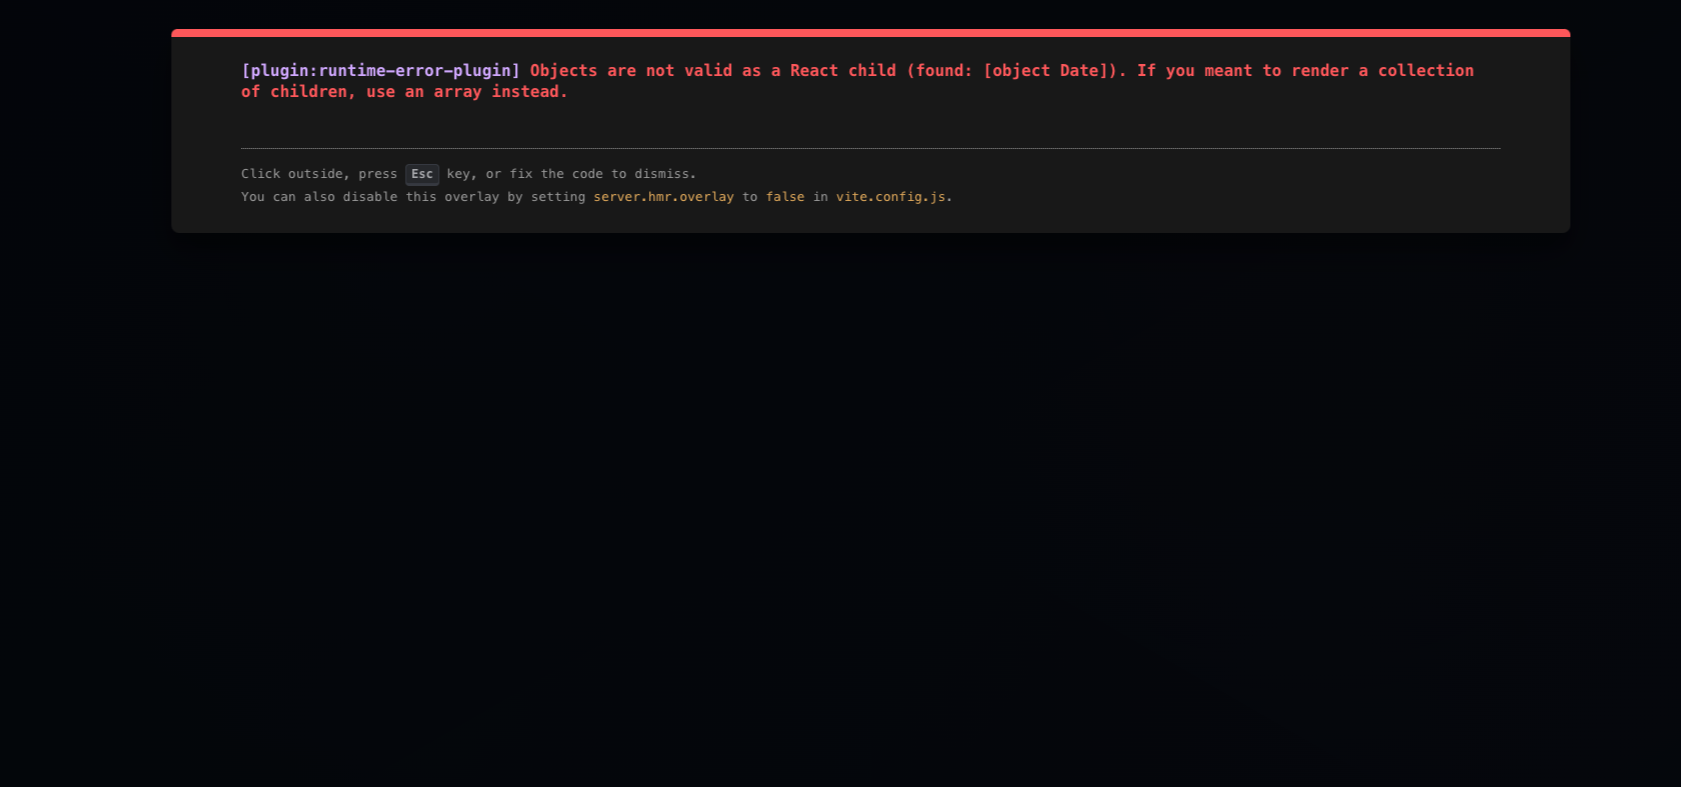 [plugin:runtime-error-plugin] Objects are not valid as a React child (found: [object Date]). If you meant to render a collection
of children, use an array instead.
Click outside, press Esc key, or fix the code to dismiss.
You can also disable this overlay by setting server.hmr.overlay to false in vite.config.js.